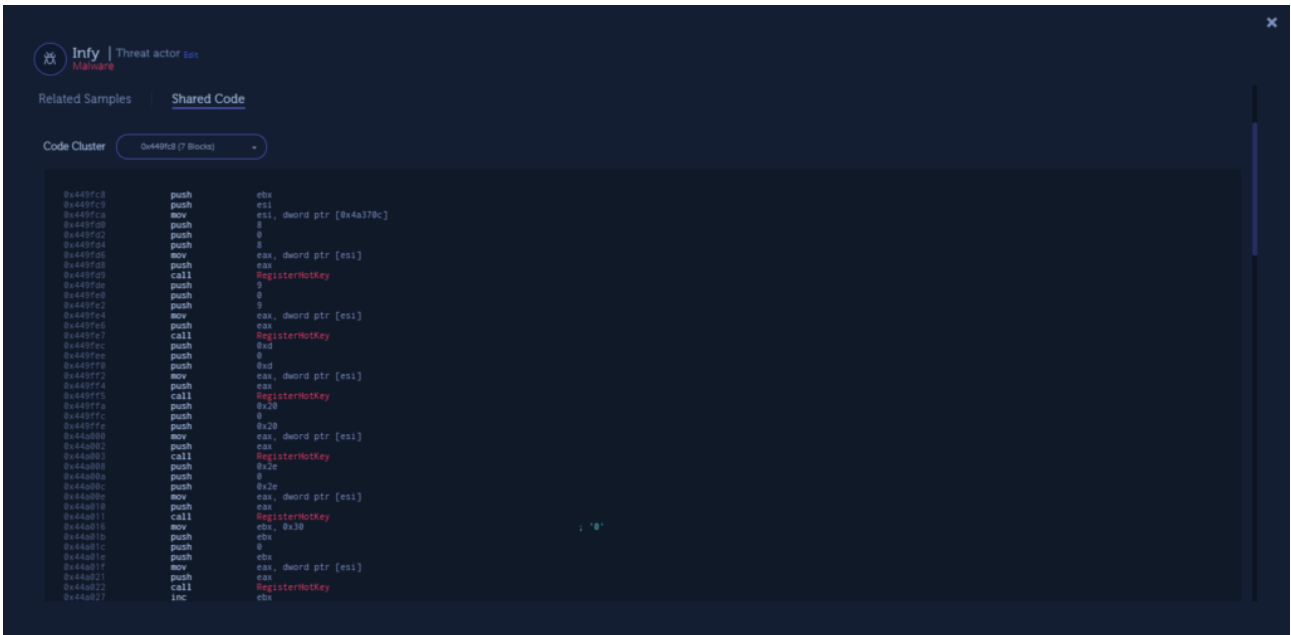 ×
Infy | Threat actor Edit
Malware
Related Samples Shared Code
Code Cluster 0x449fc8 (7 Blocks)
0x449fc8 push ebx
0x449fc9 push esi
0x449fca mov esi, dword ptr [0x4a370c]
0x449fd0 push 8
0x449fd2 push 0
0x449fd4 push 8
0x449fd6 mov eax, dword ptr [esi]
0x449fd8 push eax
0x449fd9 call RegisterHotKey
0x449fde push 9
0x449fe0 push 0
0x449fe2 push 9
0x449fe4 mov eax, dword ptr [esi]
0x449fe6 push eax
0x449fe7 call RegisterHotKey
0x449fec push 0xd
0x449fee push 0
0x449ff0 push 0xd
0x449ff2 mov eax, dword ptr [esi]
0x449ff4 push eax
0x449ff5 call RegisterHotKey
0x449ffa push 0x20
0x449ffc push 0
0x449ffe push 0x20
0x44a000 mov eax, dword ptr [esi]
0x44a002 push eax
0x44a003 call RegisterHotKey
0x44a008 push 0x2e
0x44a00a push 0
0x44a00c push 0x2e
0x44a00e mov eax, dword ptr [esi]
0x44a010 push eax
0x44a011 call RegisterHotKey
0x44a016 mov ebx, 0x30 ; '0'
0x44a01b push ebx
0x44a01c push 0
0x44a01e push ebx
0x44a01f mov eax, dword ptr [esi]
0x44a021 push eax
0x44a022 call RegisterHotKey
0x44a027 inc ebx